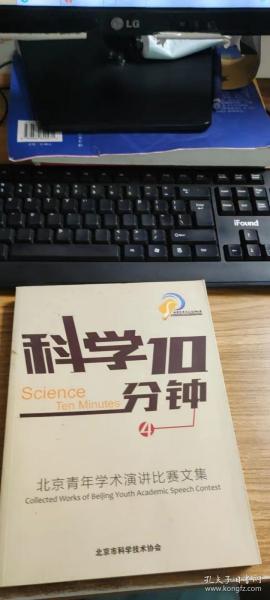 LG
iFound
科学10
Science
Ten Minutes
分钟
4
北京青年学术演讲比赛文集
Collected Works of Beijing Youth Academic Speech Contest
北京市科学技术协会
孔夫子旧书网
www.kongfz.com